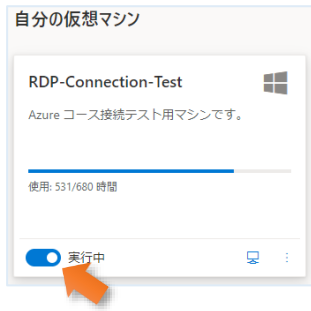 自分の仮想マシン
RDP-Connection-Test
Azure コース接続テスト用マシンです。
使用: 531/680 時間
実行中